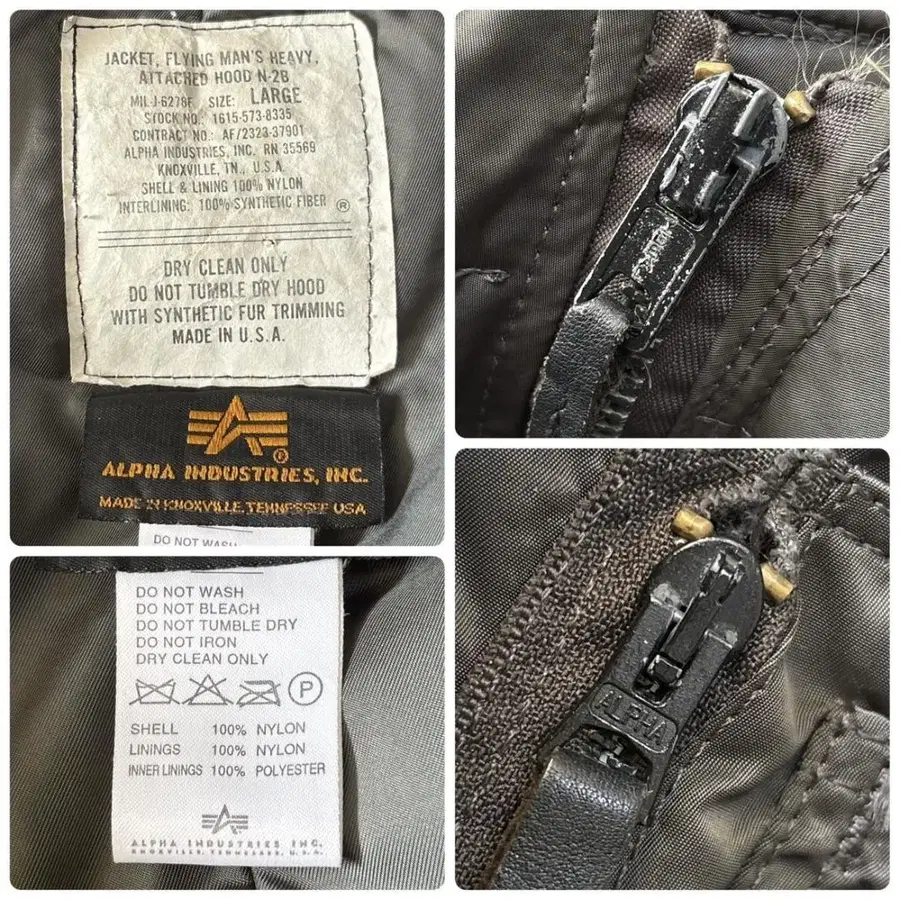 JACKET, FLYING MAN'S HEAVY,
ATTACHED HOOD N-2B
MIL-J-6278F SIZE: LARGE
STOCK NO. 1615-573-8335
CONTRACT NO.: AF/2323-37901
ALPHA INDUSTRIES, INC. RN 35569
KNOXVILLE, TN., U.S.A.
SHELL & LINING 100% NYLON
INTERLINING: 100% SYNTHETIC FIBER ®
DRY CLEAN ONLY
DO NOT TUMBLE DRY HOOD
WITH SYNTHETIC FUR TRIMMING
MADE IN U.S.A.
®
ALPHA INDUSTRIES, INC.
MADE IN KNOXVILLE, TENNESSEE USA
DO NOT WASH
DO NOT WASH
DO NOT BLEACH
DO NOT TUMBLE DRY
DO NOT IRON
DRY CLEAN ONLY
P
SHELL 100% NYLON
LININGS 100% NYLON
INNER LININGS 100% POLYESTER
ALPHA INDUSTRIES INC.
KNOXVILLE, TENNESSEE, U.S.A.
ALPHA